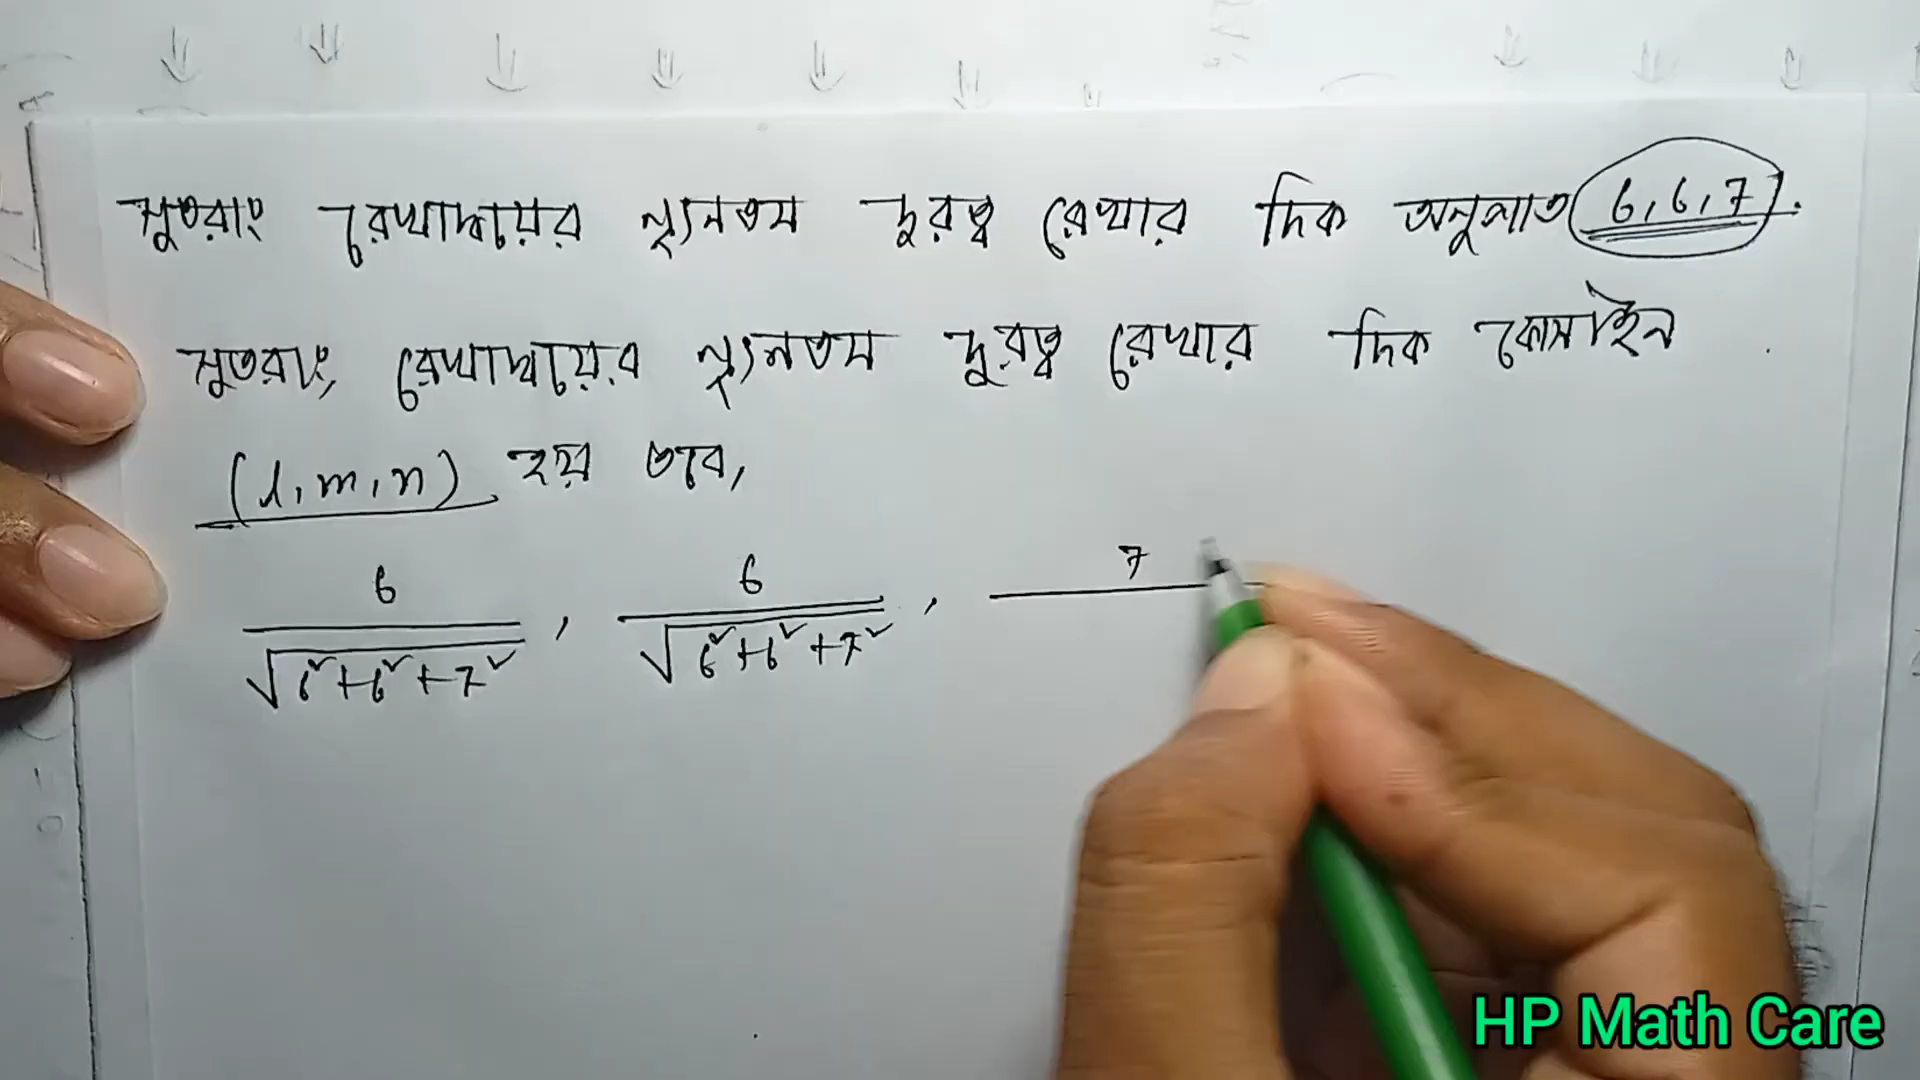 সুতরাং রেখাদ্বয়ের ন্যূনতম দূরত্ব রেখার দিক অনুপাত 6, 6, 7.
সুতরাং, রেখাদ্বয়ের ন্যূনতম দূরত্ব রেখার দিক কোসাইন
(l, m, n) হয় তবে,
6/√(6²+6²+7²), 6/√(6²+6²+7²), 7
HP Math Care